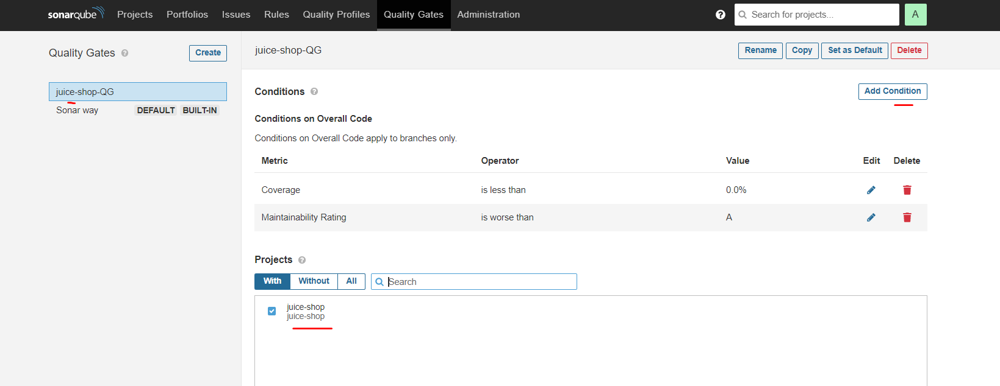 sonarqube Projects Portfolios Issues Rules Quality Profiles Quality Gates Administration ? Search for projects... A
Quality Gates ? Create
juice-shop-QG
Sonar way DEFAULT BUILT-IN
juice-shop-QG Rename Copy Set as Default Delete
Conditions ? Add Condition
Conditions on Overall Code
Conditions on Overall Code apply to branches only.
Metric Operator Value Edit Delete
Coverage is less than 0.0%
Maintainability Rating is worse than A
Projects ?
With Without All Search
juice-shop
juice-shop